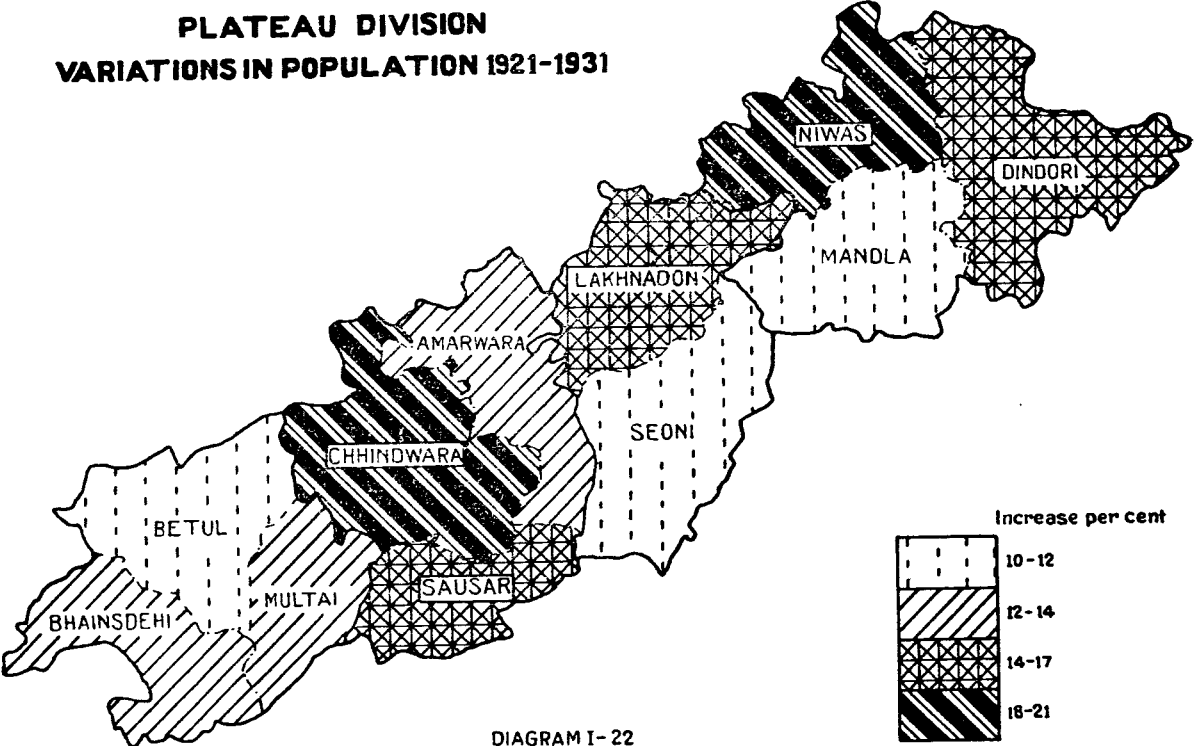 PLATEAU DIVISION
VARIATIONS IN POPULATION 1921-1931
NIWAS
DINDORI
MANDLA
LAKHNADON
AMARWARA
SEONI
CHHINDWARA
BETUL
SAUSAR
MULTAI
BHAINSDEHI
Increase per cent
10-12
12-14
14-17
18-21
DIAGRAM I-22